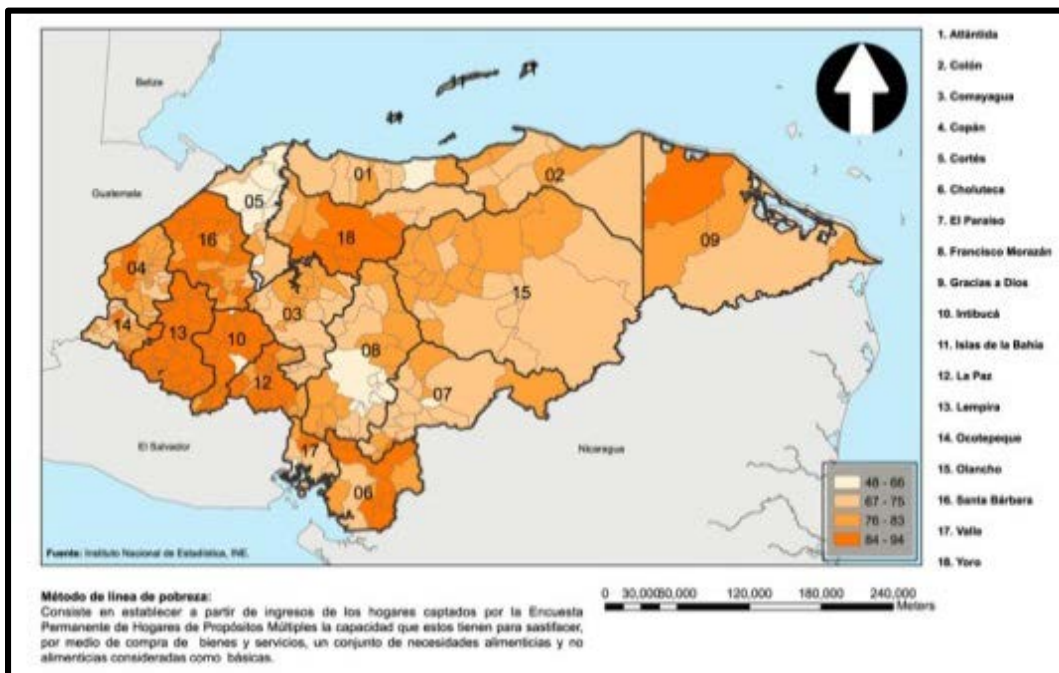 Belize
Guatemala
El Salvador
Nicaragua
01
02
05
16
18
09
04
03
15
14
13
10
08
12
07
17
06
48 - 66
67 - 75
76 - 83
84 - 94
Fuente: Instituto Nacional de Estadística, INE.
1. Atlántida
2. Colón
3. Comayagua
4. Copán
5. Cortés
6. Choluteca
7. El Paraíso
8. Francisco Morazán
9. Gracias a Dios
10. Intibucá
11. Islas de la Bahía
12. La Paz
13. Lempira
14. Ocotepeque
15. Olancho
16. Santa Bárbara
17. Valle
18. Yoro
Método de línea de pobreza:
Consiste en establecer a partir de ingresos de los hogares captados por la Encuesta
Permanente de Hogares de Propósitos Múltiples la capacidad que estos tienen para sastifacer,
por medio de compra de bienes y servicios, un conjunto de necesidades alimenticias y no
alimenticias consideradas como básicas.
0 30,000 60,000 120,000 180,000 240,000
Meters